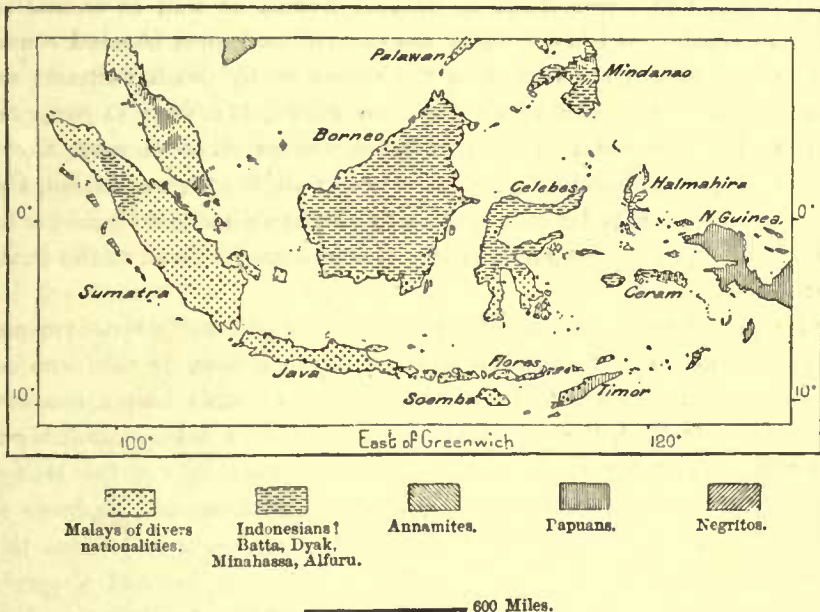 Palawan
Mindanao
Borneo
Celebes
Halmahira
0°
0°
N. Guinea.
Sumatra
Ceram
Java
Flores
Soemba
Timor
10°
10°
100°
East of Greenwich
120°
Malays of divers
nationalities.
Indonesians?
Batta, Dyak,
Minahassa, Alfuru.
Annamites.
Papuans.
Negritos.
600 Miles.